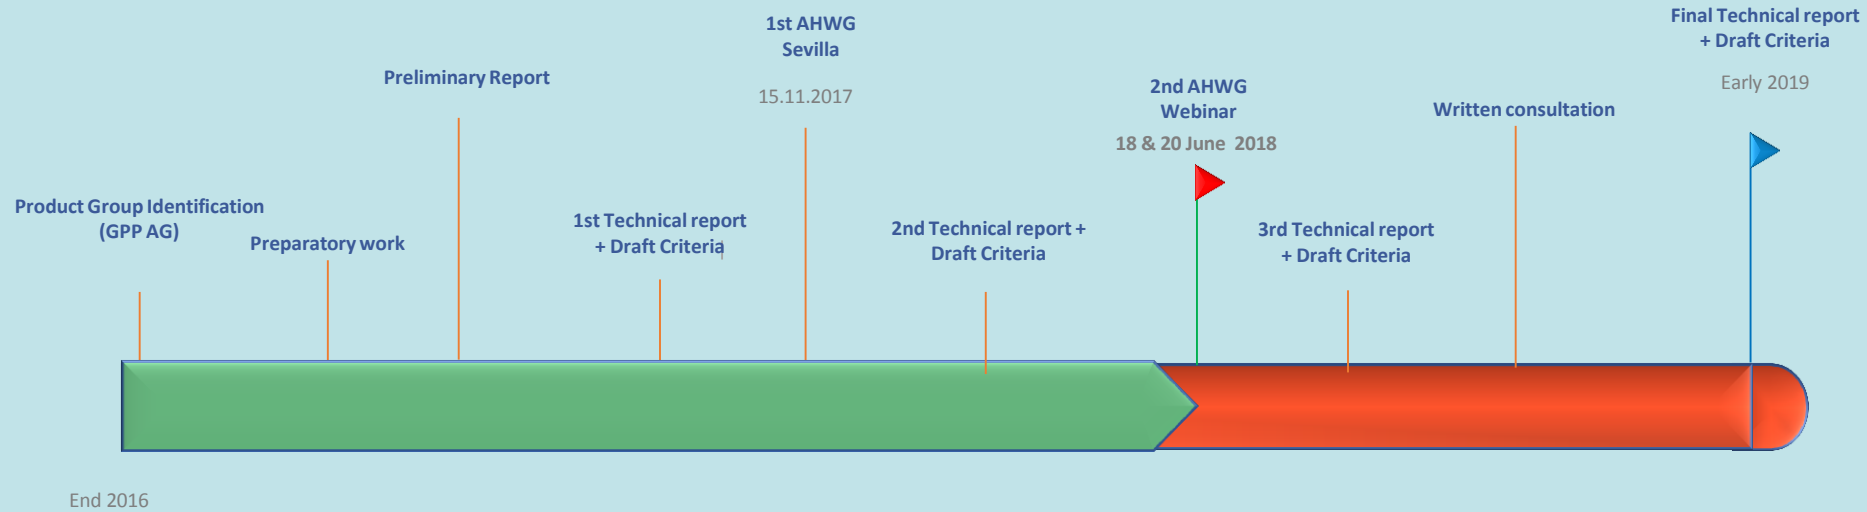 Product Group Identification
(GPP AG)
Preparatory work
Preliminary Report
1st Technical report
+ Draft Criteria
1st AHWG
Sevilla
15.11.2017
2nd Technical report +
Draft Criteria
2nd AHWG
Webinar
18 & 20 June 2018
3rd Technical report
+ Draft Criteria
Written consultation
Final Technical report
+ Draft Criteria
Early 2019
End 2016